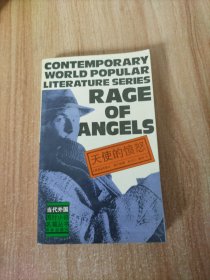 CONTEMPORARY
WORLD POPULAR
LITERATURE SERIES
RAGE
OF
ANGELS
天使的愤怒
当代外国